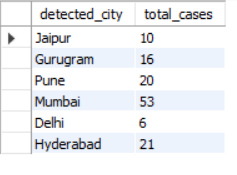 detected_city total_cases
Jaipur 10
Gurugram 16
Pune 20
Mumbai 53
Delhi 6
Hyderabad 21